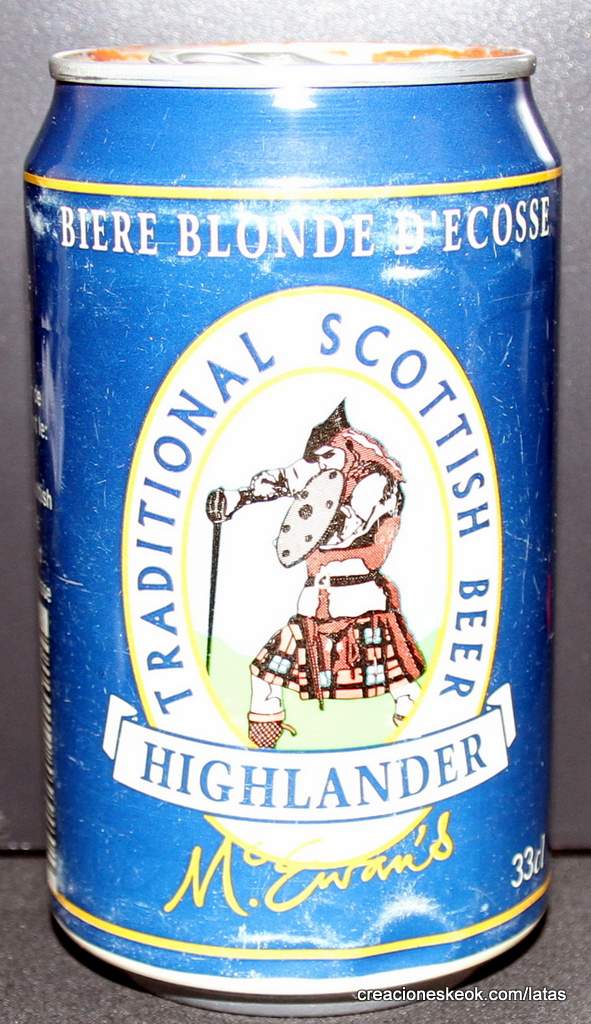 BIERE BLONDE D'ECOSSE
TRADITIONAL SCOTTISH BEER
HIGHLANDER
McEwan's
33cl
creacioneskeok.com/latas